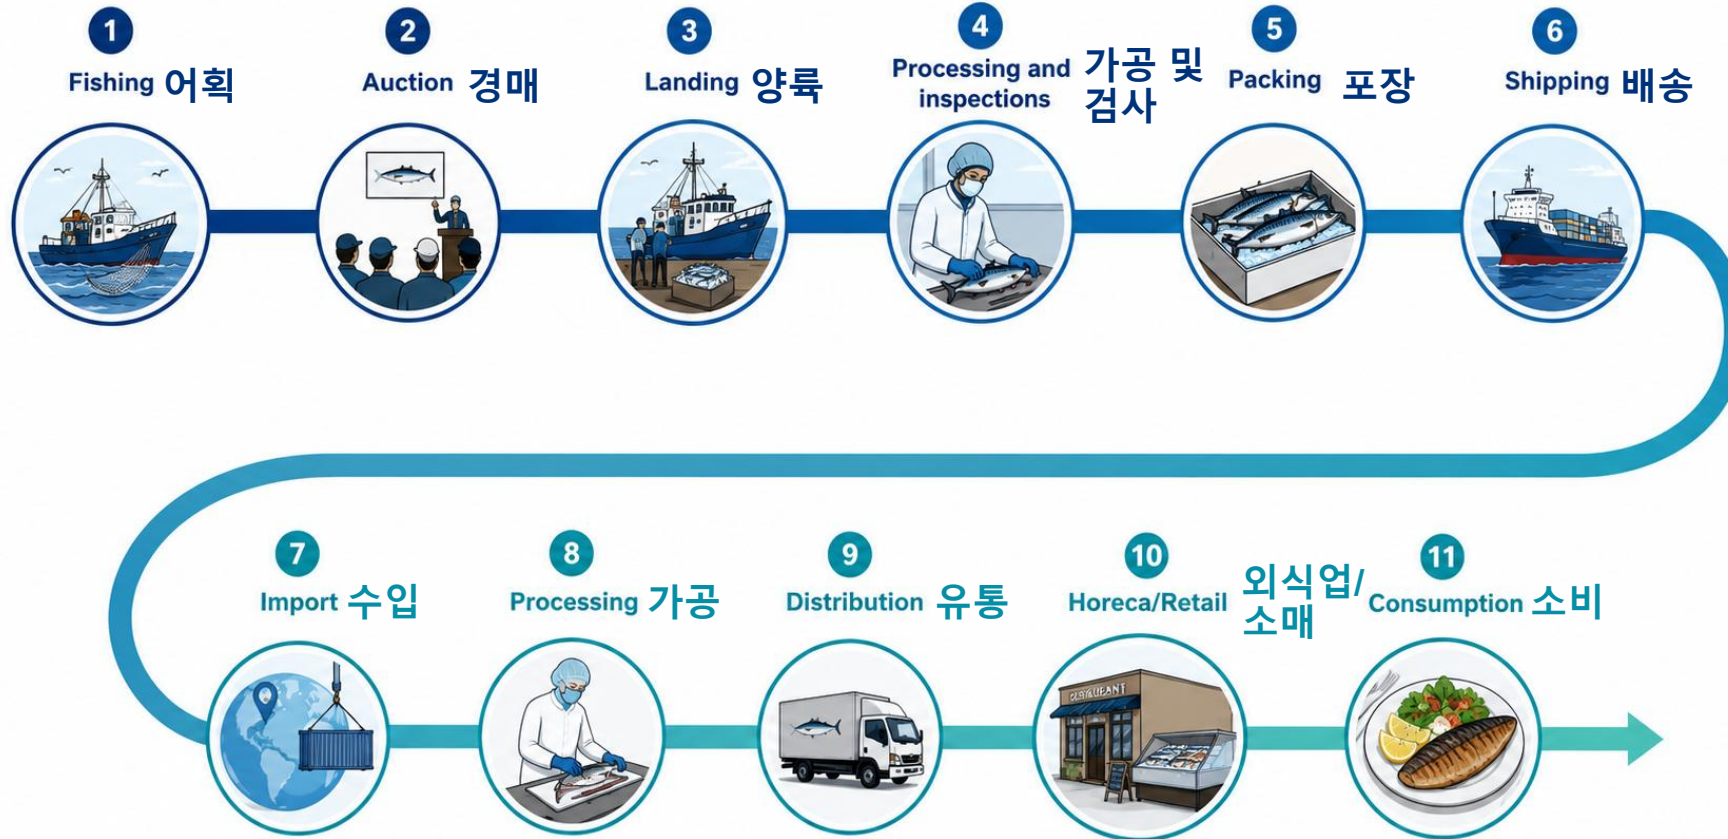 1
Fishing 어획
2
Auction 경매
3
Landing 양륙
4
Processing and
inspections
가공 및
검사
5
Packing 포장
6
Shipping 배송
7
Import 수입
8
Processing 가공
9
Distribution 유통
10
Horeca/Retail
외식업/
소매
11
Consumption 소비